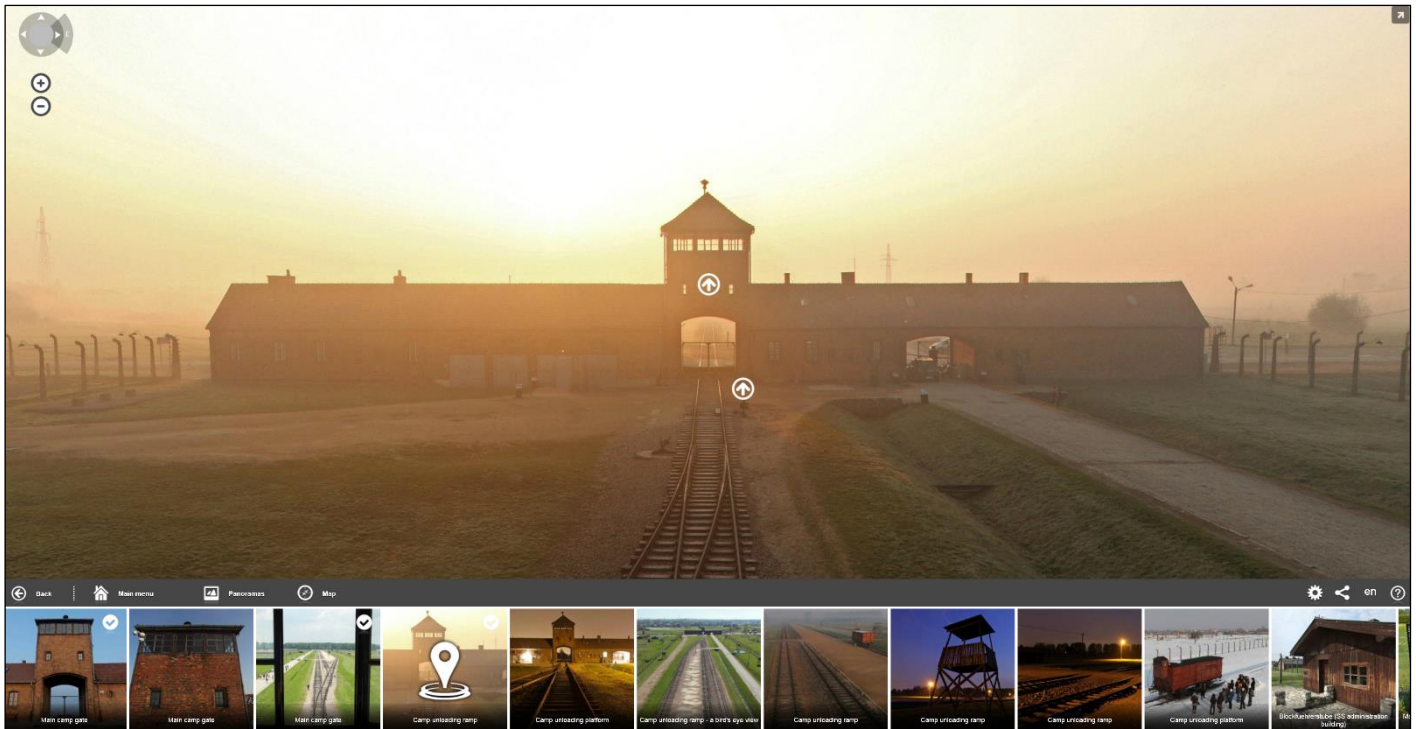 Back
Main menu
Panoramas
Map
en
Main camp gate
Main camp gate
Main camp gate
Camp unloading ramp
Camp unloading platform
Camp unloading ramp - a bird's eye view
Camp unloading ramp
Camp unloading ramp
Camp unloading ramp
Camp unloading platform
Blockfuehrerstube (SS administration
building)